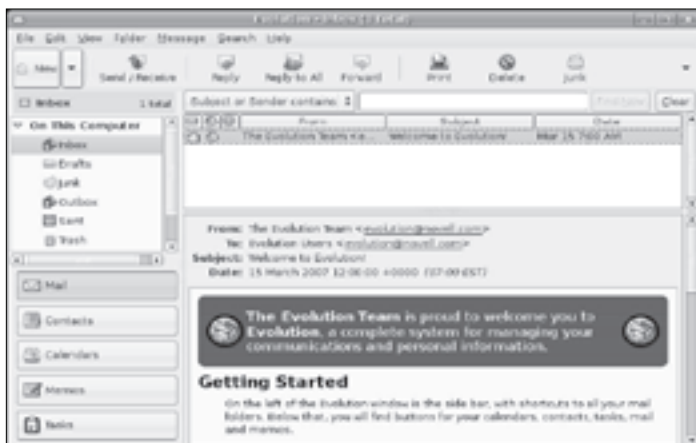 Evolution - Inbox (1 total)
File Edit View Folder Message Search Help
New Send / Receive Reply Reply to All Forward Print Delete Junk
Inbox 1 total Subject or Sender contains: Find Now Clear
On This Computer
Inbox
Drafts
Junk
Outbox
Sent
Trash
From Subject Date
The Evolution Team <e... Welcome to Evolution! Mar 15 7:00 AM
From: The Evolution Team <evolution@novell.com>
To: Evolution Users <evolution@novell.com>
Subject: Welcome to Evolution!
Date: 15 March 2007 12:00:00 +0000 (07:00 EST)
Mail
Contacts
Calendars
Memos
Tasks
The Evolution Team is proud to welcome you to
Evolution, a complete system for managing your
communications and personal information.
Getting Started
On the left of the Evolution window is the side bar, with shortcuts to all your mail
folders. Below that, you will find buttons for your calendars, contacts, tasks, mail
and memos.